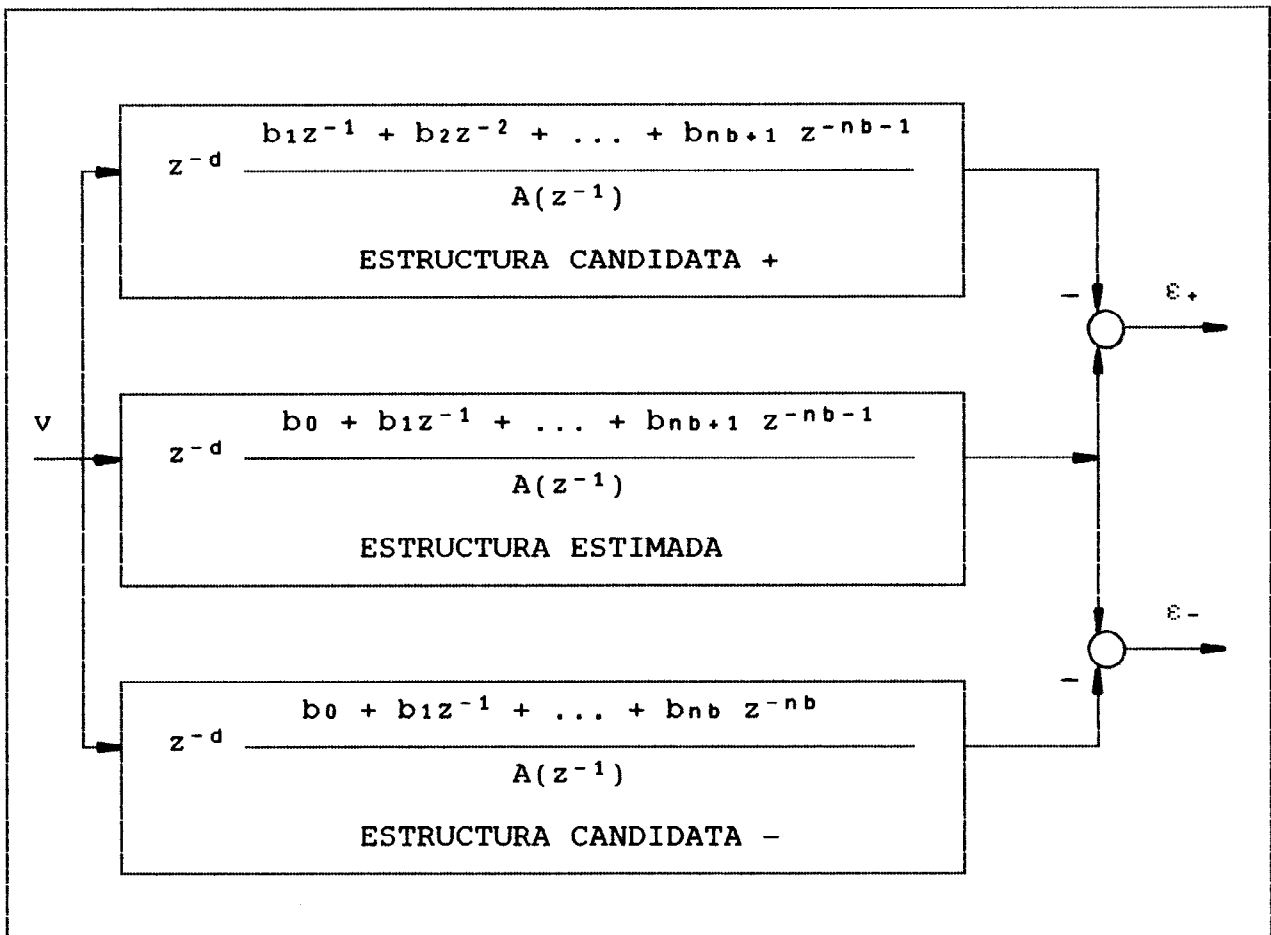 b1z-1 + b2z-2 + ... + bnb+1 z-nb-1
z-d
A(z-1)
ESTRUCTURA CANDIDATA +
- ε+
v
b0 + b1z-1 + ... + bnb+1 z-nb-1
z-d
A(z-1)
ESTRUCTURA ESTIMADA
ε-
-
b0 + b1z-1 + ... + bnb z-nb
z-d
A(z-1)
ESTRUCTURA CANDIDATA -